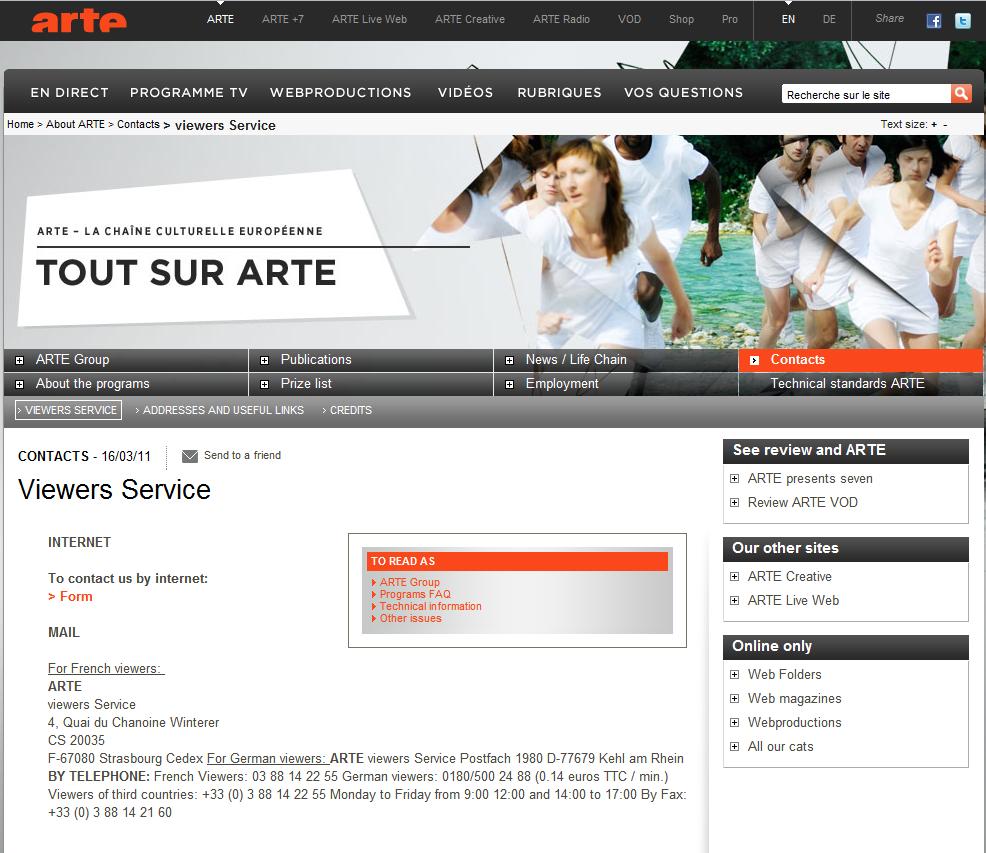 arte
ARTE ARTE +7 ARTE Live Web ARTE Creative ARTE Radio VOD Shop Pro EN DE Share
EN DIRECT PROGRAMME TV WEBPRODUCTIONS VIDÉOS RUBRIQUES VOS QUESTIONS Recherche sur le site
Home > About ARTE > Contacts > viewers Service Text size: + -
ARTE – LA CHAÎNE CULTURELLE EUROPÉENNE
TOUT SUR ARTE
ARTE Group Publications News / Life Chain Contacts
About the programs Prize list Employment Technical standards ARTE
> VIEWERS SERVICE > ADDRESSES AND USEFUL LINKS > CREDITS
CONTACTS - 16/03/11 Send to a friend
Viewers Service
INTERNET
To contact us by internet:
> Form
MAIL
For French viewers:
ARTE
viewers Service
4, Quai du Chanoine Winterer
CS 20035
F-67080 Strasbourg Cedex For German viewers: ARTE viewers Service Postfach 1980 D-77679 Kehl am Rhein
BY TELEPHONE: French Viewers: 03 88 14 22 55 German viewers: 0180/500 24 88 (0.14 euros TTC / min.)
Viewers of third countries: +33 (0) 3 88 14 22 55 Monday to Friday from 9:00 12:00 and 14:00 to 17:00 By Fax:
+33 (0) 3 88 14 21 60
TO READ AS
ARTE Group
Programs FAQ
Technical information
Other issues
See review and ARTE
ARTE presents seven
Review ARTE VOD
Our other sites
ARTE Creative
ARTE Live Web
Online only
Web Folders
Web magazines
Webproductions
All our cats